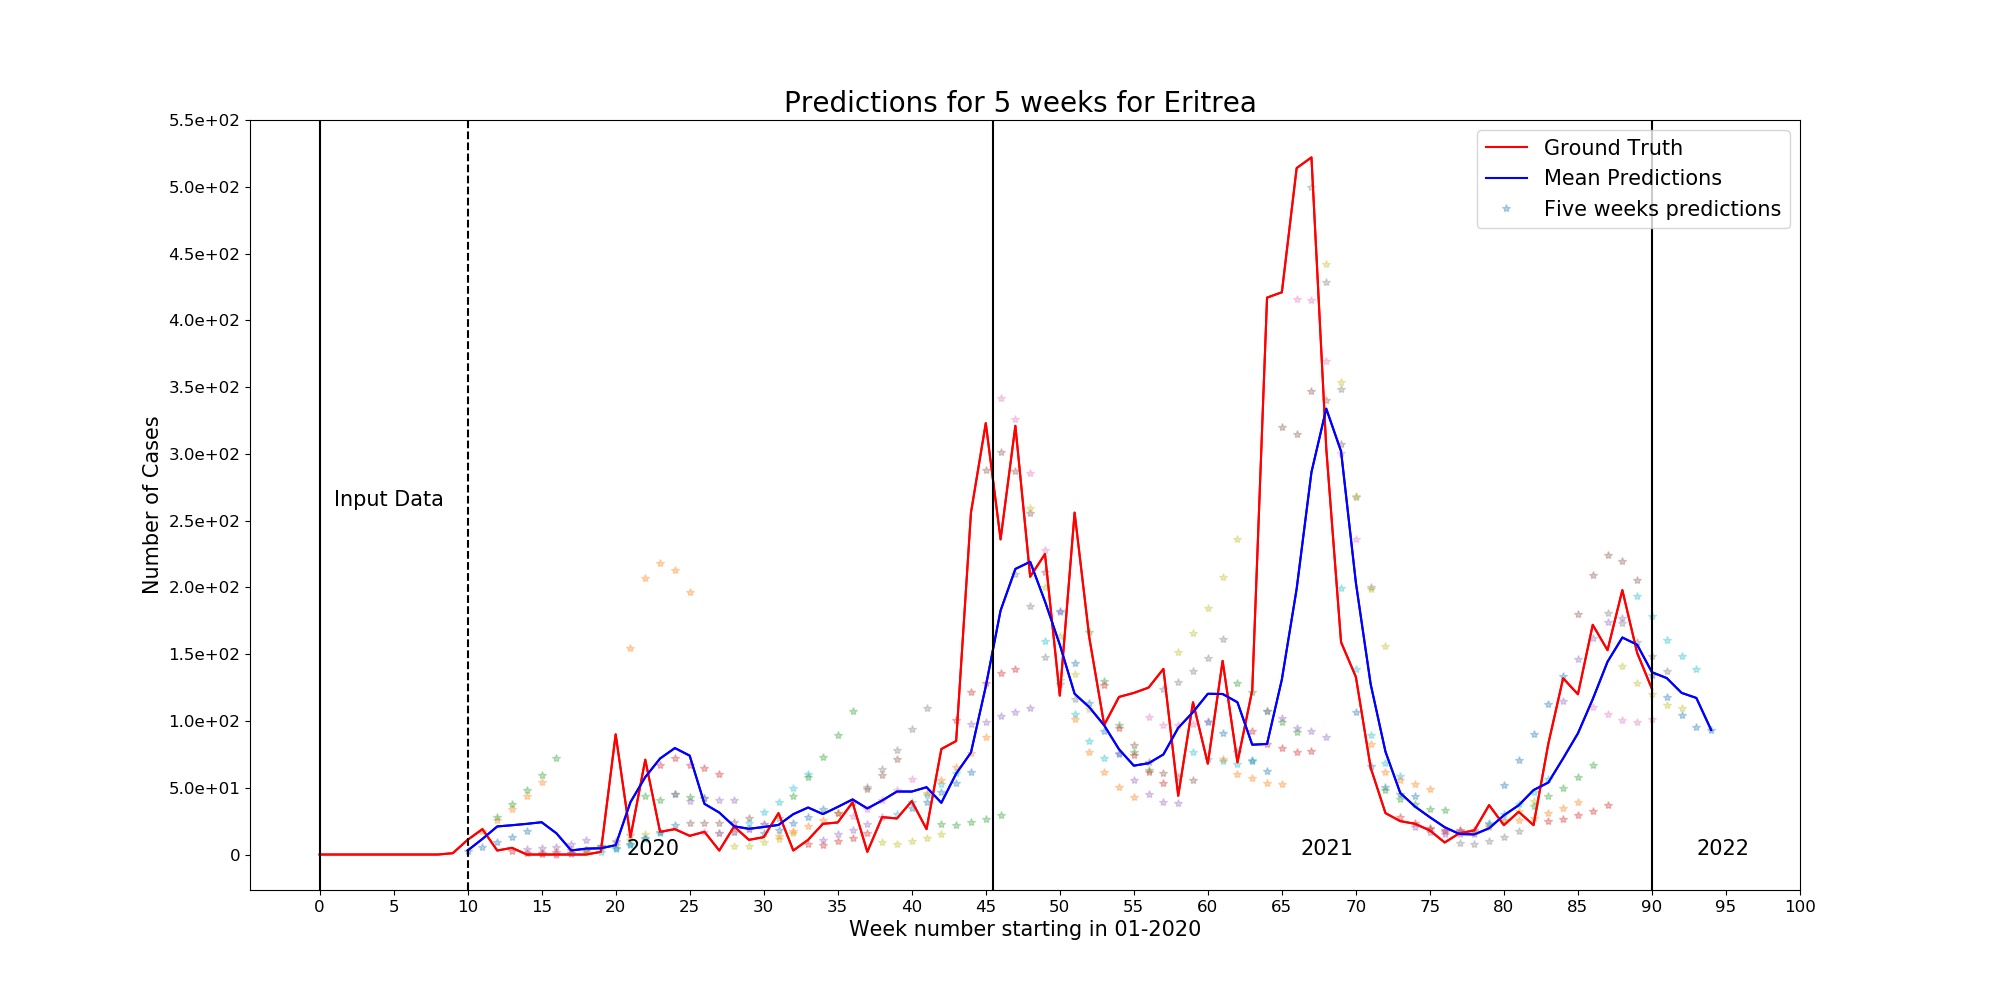 Predictions for 5 weeks for Eritrea
5.5e+02
5.0e+02
4.5e+02
4.0e+02
3.5e+02
3.0e+02
2.5e+02
2.0e+02
1.5e+02
1.0e+02
5.0e+01
0
Number of Cases
Ground Truth
Mean Predictions
Five weeks predictions
Input Data
2020
2021
2022
0 5 10 15 20 25 30 35 40 45 50 55 60 65 70 75 80 85 90 95 100
Week number starting in 01-2020